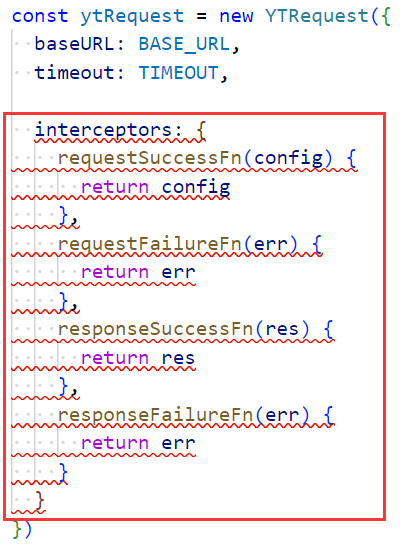 const ytRequest = new YTRequest({
  baseURL: BASE_URL,
  timeout: TIMEOUT,
  interceptors: {
    requestSuccessFn(config) {
      return config
    },
    requestFailureFn(err) {
      return err
    },
    responseSuccessFn(res) {
      return res
    },
    responseFailureFn(err) {
      return err
    }
  }
})